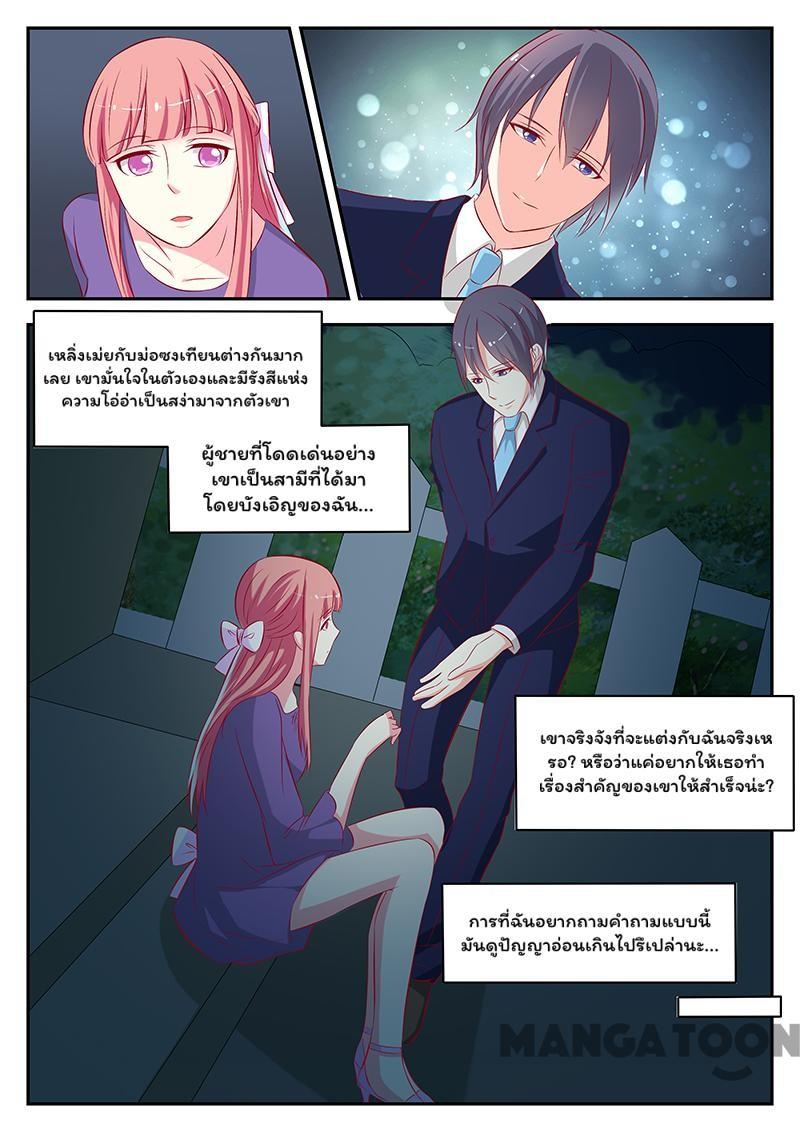 เหลิ่งเม่ยกับม่อซงเทียนต่างกันมาก
เลย เขามั่นใจในตัวเองและมีรังสีแห่ง
ความโอ่อ่าเป็นสง่ามาจากตัวเขา
ผู้ชายที่โดดเด่นอย่าง
เขาเป็นสามีที่ได้มา
โดยบังเอิญของฉัน...
เขาจริงจังที่จะแต่งกับฉันจริงเห
รอ? หรือว่าแค่อยากให้เธอทำ
เรื่องสำคัญของเขาให้สำเร็จน่ะ?
การที่ฉันอยากถามคำถามแบบนี้
มันดูปัญญาอ่อนเกินไปรึเปล่านะ...
MANGATOON